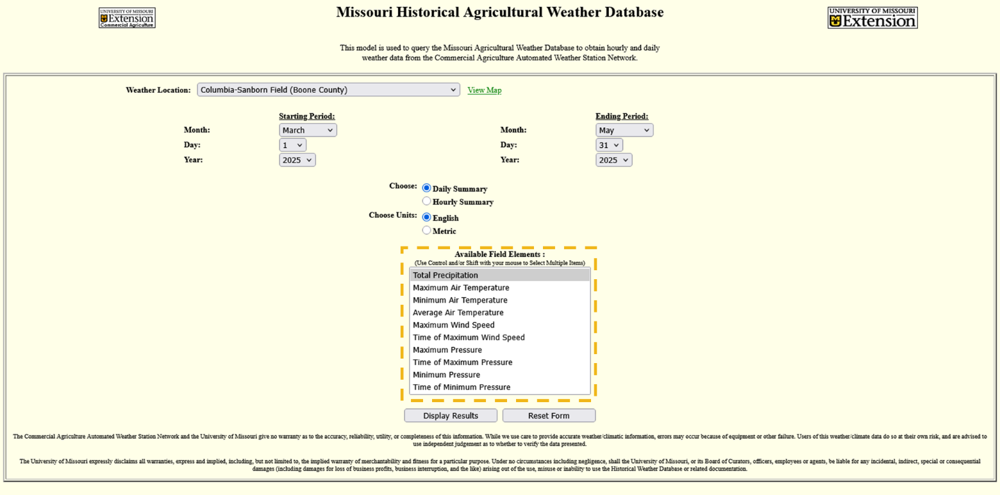 UNIVERSITY OF MISSOURI
Extension
Commercial Agriculture
Missouri Historical Agricultural Weather Database
UNIVERSITY OF MISSOURI
Extension
This model is used to query the Missouri Agricultural Weather Database to obtain hourly and daily
weather data from the Commercial Agriculture Automated Weather Station Network.
Weather Location: Columbia-Sanborn Field (Boone County) View Map
Starting Period: Ending Period:
Month: March Month: May
Day: 1 Day: 31
Year: 2025 Year: 2025
Choose: Daily Summary
Hourly Summary
Choose Units: English
Metric
Available Field Elements :
(Use Control and/or Shift with your mouse to Select Multiple Items)
Total Precipitation
Maximum Air Temperature
Minimum Air Temperature
Average Air Temperature
Maximum Wind Speed
Time of Maximum Wind Speed
Maximum Pressure
Time of Maximum Pressure
Minimum Pressure
Time of Minimum Pressure
Display Results Reset Form
The Commercial Agriculture Automated Weather Station Network and the University of Missouri give no warranty as to the accuracy, reliability, utility, or completeness of this information. While we use care to provide accurate weather/climatic information, errors may occur because of equipment or other failure. Users of this weather/climate data do so at their own risk, and are advised to
use independent judgement as to whether to verify the data presented.
The University of Missouri expressly disclaims all warranties, express and implied, including, but not limited to, the implied warranty of merchantability and fitness for a particular purpose. Under no circumstances including negligence, shall the University of Missouri, or its Board of Curators, officers, employees or agents, be liable for any incidental, indirect, special or consequential
damages (including damages for loss of business profits, business interruption, and the like) arising out of the use, misuse or inability to use the Historical Weather Database or related documentation.